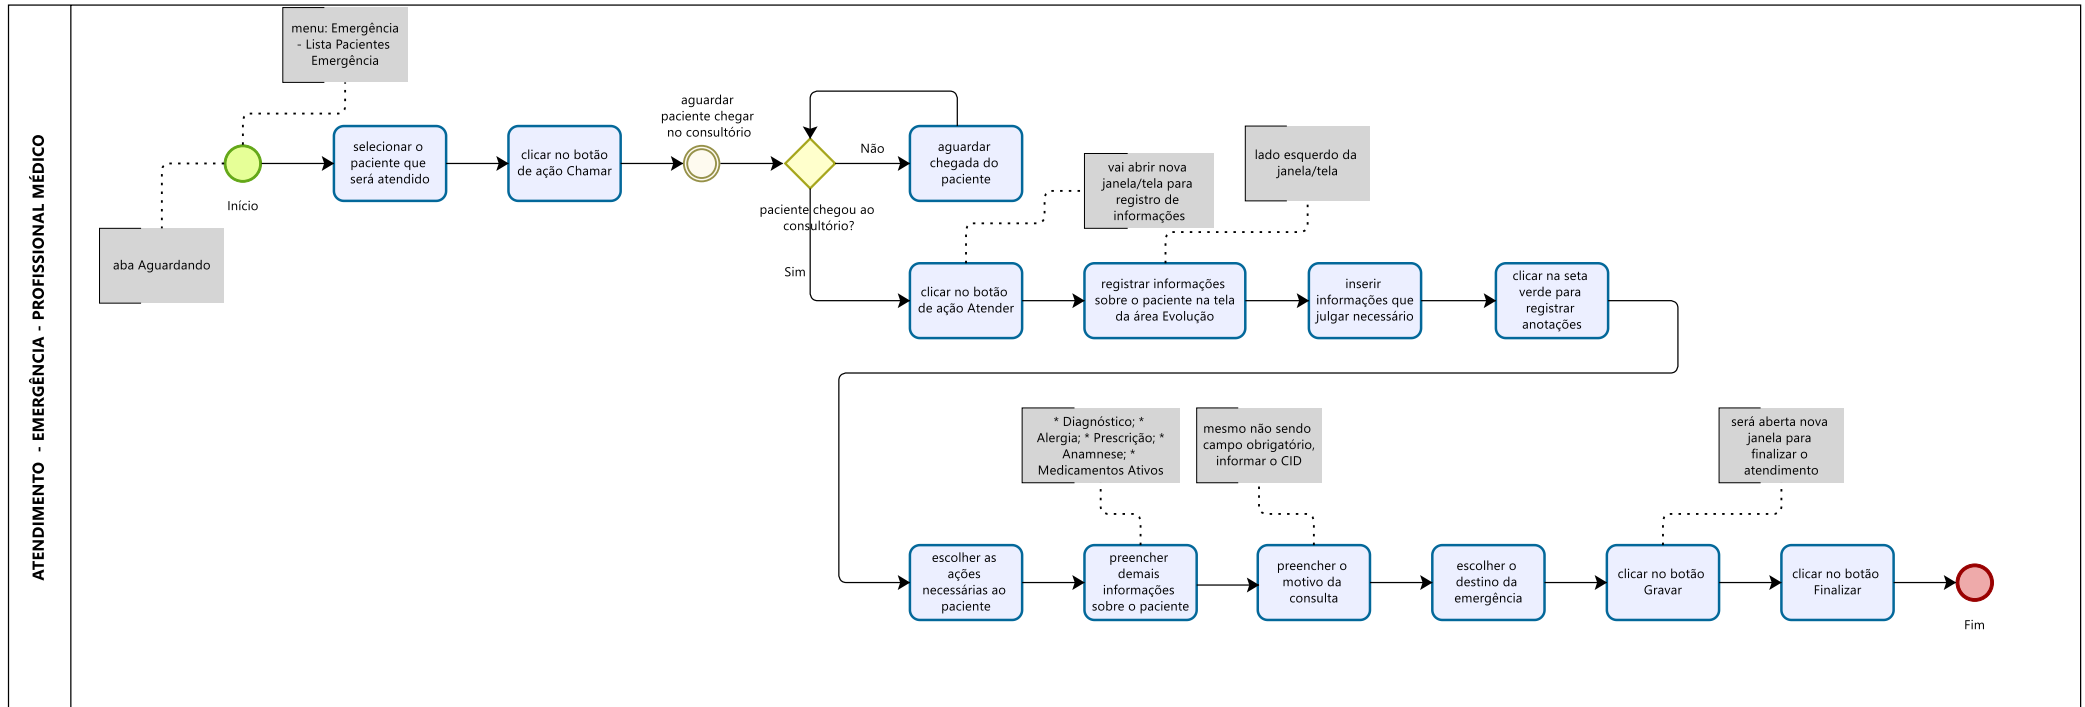 ATENDIMENTO - EMERGÊNCIA - PROFISSIONAL MÉDICO
menu: Emergência
- Lista Pacientes
Emergência
aba Aguardando
Início
selecionar o
paciente que
será atendido
clicar no botão
de ação Chamar
aguardar
paciente chegar
no consultório
paciente chegou ao
consultório?
Não
aguardar
chegada do
paciente
Sim
vai abrir nova
janela/tela para
registro de
informações
lado esquerdo da
janela/tela
clicar no botão
de ação Atender
registrar informações
sobre o paciente na tela
da área Evolução
inserir
informações que
julgar necessário
clicar na seta
verde para
registrar
anotações
* Diagnóstico; *
Alergia; * Prescrição; *
Anamnese; *
Medicamentos Ativos
mesmo não sendo
campo obrigatório,
informar o CID
será aberta nova
janela para
finalizar o
atendimento
escolher as
ações
necessárias ao
paciente
preencher
demais
informações
sobre o paciente
preencher o
motivo da
consulta
escolher o
destino da
emergência
clicar no botão
Gravar
clicar no botão
Finalizar
Fim